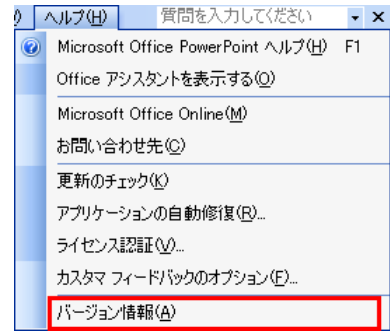 ヘルプ(H) 質問を入力してください
Microsoft Office PowerPoint ヘルプ(H) F1
Office アシスタントを表示する(O)
Microsoft Office Online(M)
お問い合わせ先(C)
更新のチェック(K)
アプリケーションの自動修復(R)...
ライセンス認証(V)...
カスタマ フィードバックのオプション(F)...
バージョン情報(A)